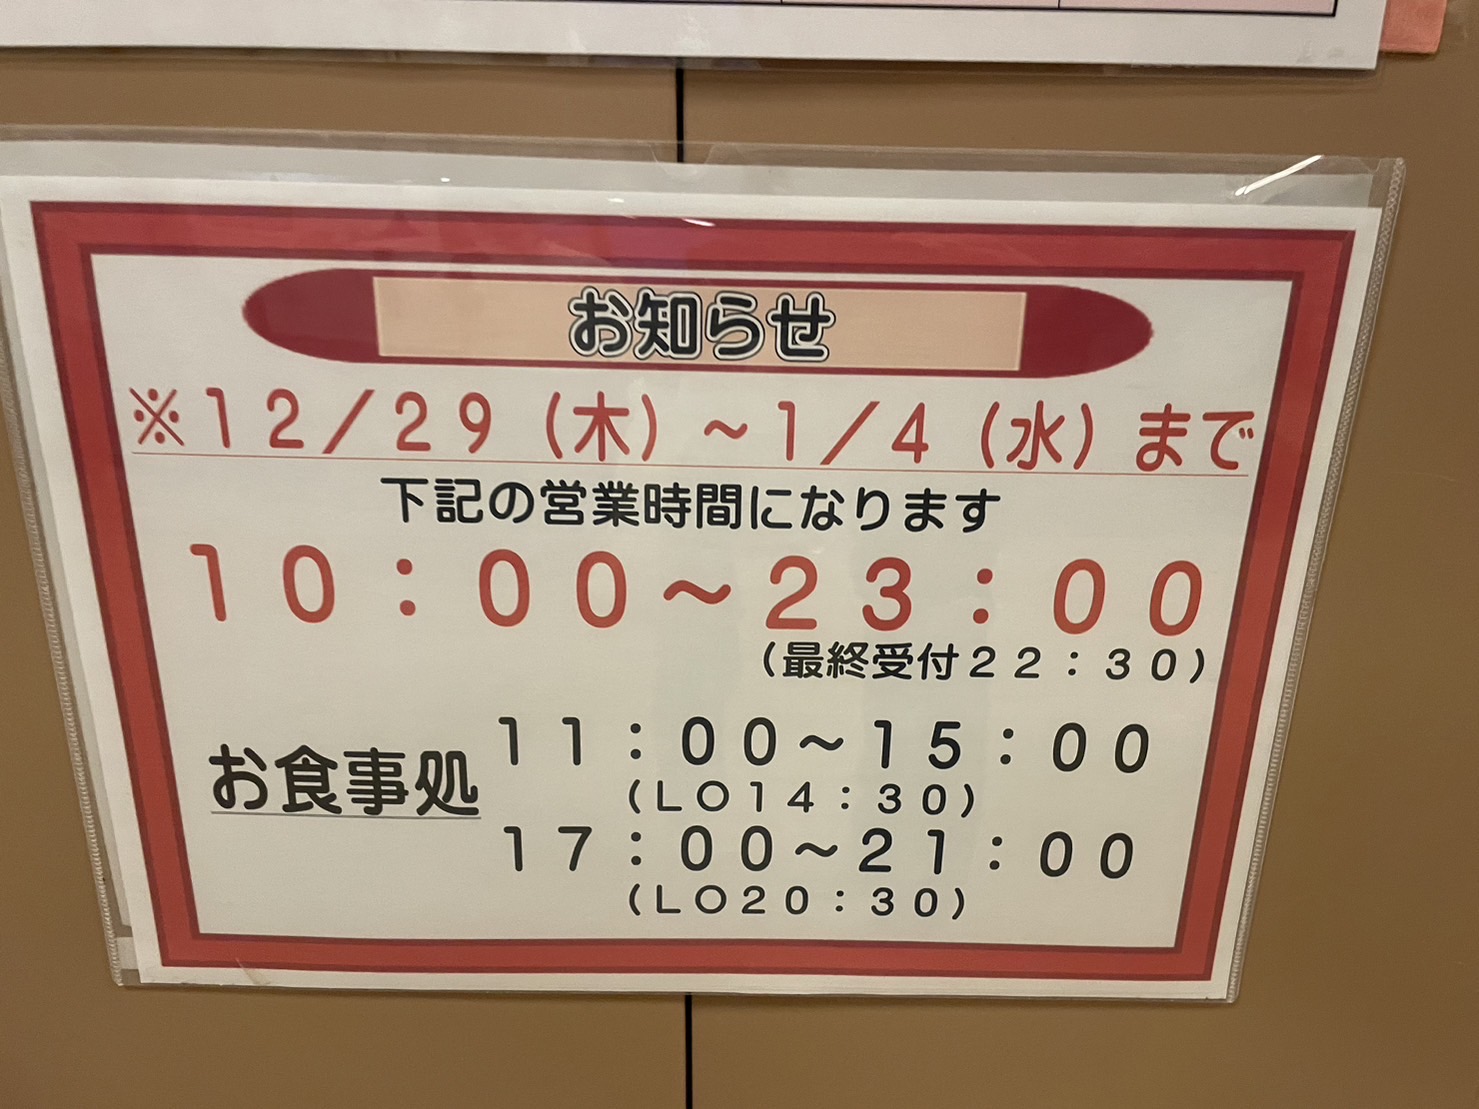 お知らせ
※１２／２９（木）～１／４（水）まで
下記の営業時間になります
１０：００～２３：００
（最終受付２２：３０）
お食事処
１１：００～１５：００
（ＬＯ１４：３０）
１７：００～２１：００
（ＬＯ２０：３０）